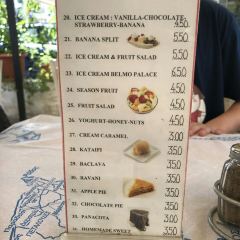 20. ICE CREAM : VANILLA-CHOCOLATE-
STRAWBERRY-BANANA 4.50
21. BANANA SPLIT 5.50
22. ICE CREAM & FRUIT SALAD 5.50
23. ICE CREAM BELMO PALACE 6.50
24. SEASON FRUIT 4.50
25. FRUIT SALAD 4.50
26. YOGHURT-HONEY-NUTS 4.50
27. CREAM CARAMEL 3.00
28. KATAIFI 3.50
29. BACLAVA 3.50
30. RAVANI 3.50
31. APPLE PIE 3.50
32. CHOCOLATE PIE 3.50
33. PANACHTA 3.00
HOMEMADE SWEET 3.50